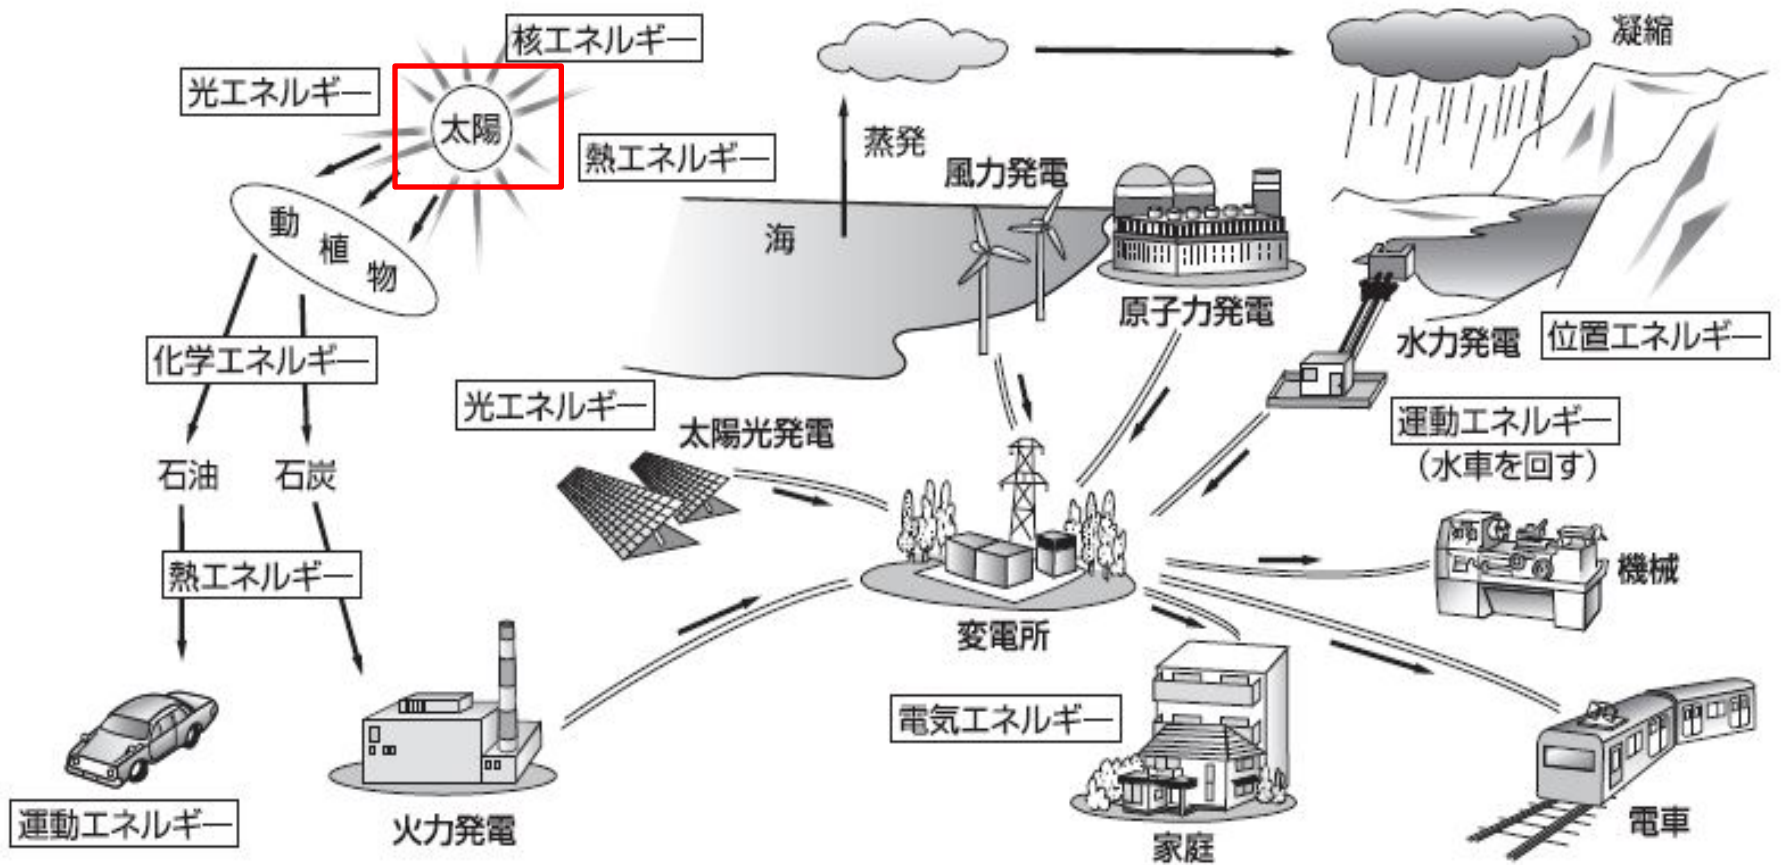 核エネルギー
光エネルギー
太陽
熱エネルギー
動植物
化学エネルギー
石油
石炭
熱エネルギー
運動エネルギー
火力発電
海
蒸発
凝縮
風力発電
原子力発電
水力発電
位置エネルギー
運動エネルギー
(水車を回す)
光エネルギー
太陽光発電
変電所
電気エネルギー
家庭
機械
電車